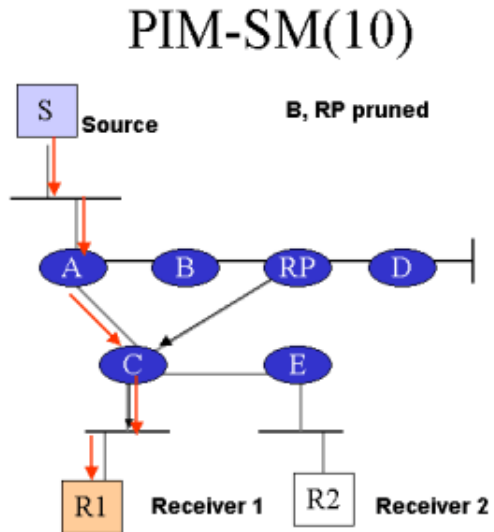 PIM-SM(10)
S
Source
B, RP pruned
A
B
RP
D
C
E
R1
Receiver 1
R2
Receiver 2